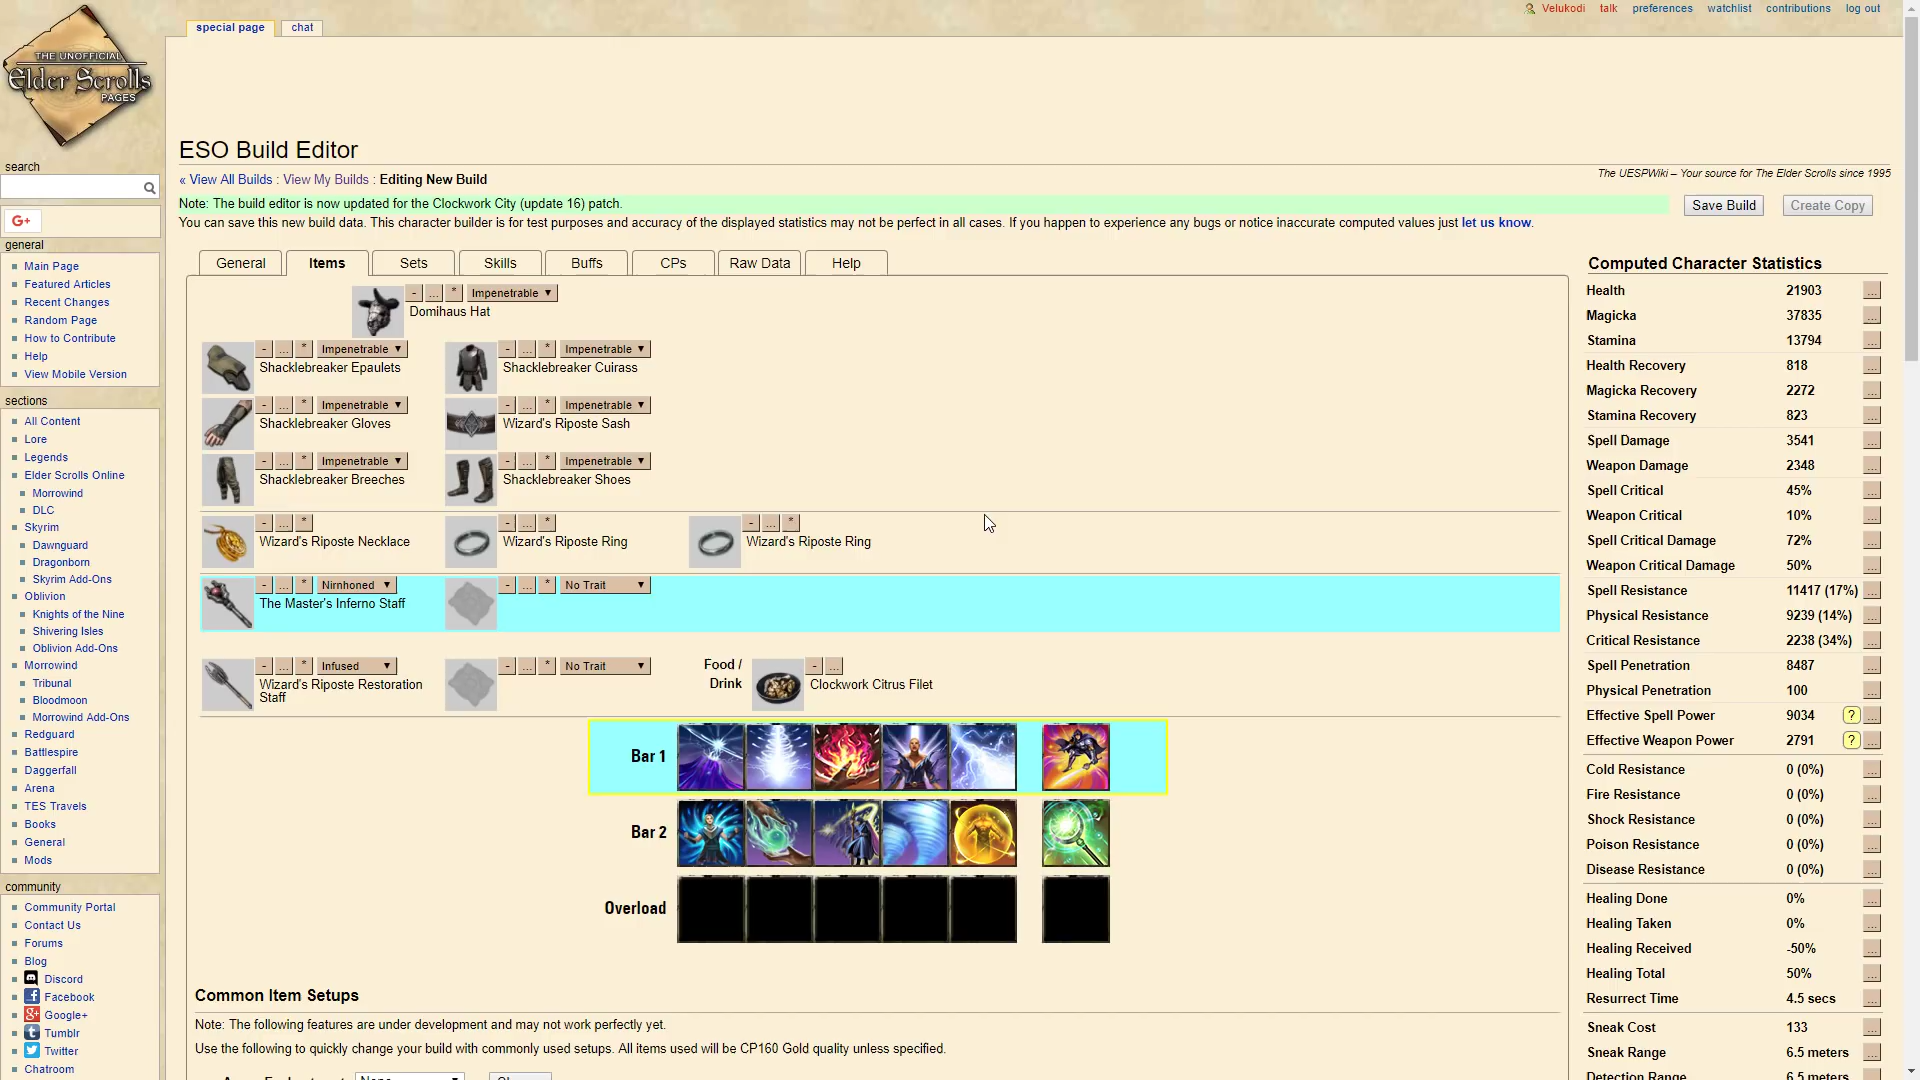 special page
chat
Velukodi
talk
preferences
watchlist
contributions
log out
THE UNOFFICIAL
Elder Scrolls
PAGES
search
G+
general
Main Page
Featured Articles
Recent Changes
Random Page
How to Contribute
Help
View Mobile Version
sections
All Content
Lore
Legends
Elder Scrolls Online
Morrowind
DLC
Skyrim
Dawnguard
Dragonborn
Skyrim Add-Ons
Oblivion
Knights of the Nine
Shivering Isles
Oblivion Add-Ons
Morrowind
Tribunal
Bloodmoon
Morrowind Add-Ons
Redguard
Battlespire
Daggerfall
Arena
TES Travels
Books
General
Mods
community
Community Portal
Contact Us
Forums
Blog
Discord
Facebook
Google+
Tumblr
Twitter
Chatroom
ESO Build Editor
The UESPWiki – Your source for The Elder Scrolls since 1995
« View All Builds : View My Builds : Editing New Build
Note: The build editor is now updated for the Clockwork City (update 16) patch.
Save Build
Create Copy
You can save this new build data. This character builder is for test purposes and accuracy of the displayed statistics may not be perfect in all cases. If you happen to experience any bugs or notice inaccurate computed values just let us know.
General
Items
Sets
Skills
Buffs
CPs
Raw Data
Help
- ... * Impenetrable ▼
Domihaus Hat
- ... * Impenetrable ▼
Shacklebreaker Epaulets
- ... * Impenetrable ▼
Shacklebreaker Cuirass
- ... * Impenetrable ▼
Shacklebreaker Gloves
- ... * Impenetrable ▼
Wizard's Riposte Sash
- ... * Impenetrable ▼
Shacklebreaker Breeches
- ... * Impenetrable ▼
Shacklebreaker Shoes
- ... *
Wizard's Riposte Necklace
- ... *
Wizard's Riposte Ring
- ... *
Wizard's Riposte Ring
- ... * Nirnhoned ▼
The Master's Inferno Staff
- ... * No Trait ▼
- ... * Infused ▼
Wizard's Riposte Restoration
Staff
- ... * No Trait ▼
Food /
Drink
- ...
Clockwork Citrus Filet
Bar 1
Bar 2
Overload
Common Item Setups
Note: The following features are under development and may not work perfectly yet.
Use the following to quickly change your build with commonly used setups. All items used will be CP160 Gold quality unless specified.
Computed Character Statistics
Health 21903 ...
Magicka 37835 ...
Stamina 13794 ...
Health Recovery 818 ...
Magicka Recovery 2272 ...
Stamina Recovery 823 ...
Spell Damage 3541 ...
Weapon Damage 2348 ...
Spell Critical 45% ...
Weapon Critical 10% ...
Spell Critical Damage 72% ...
Weapon Critical Damage 50% ...
Spell Resistance 11417 (17%) ...
Physical Resistance 9239 (14%) ...
Critical Resistance 2238 (34%) ...
Spell Penetration 8487 ...
Physical Penetration 100 ...
Effective Spell Power 9034 ? ...
Effective Weapon Power 2791 ? ...
Cold Resistance 0 (0%) ...
Fire Resistance 0 (0%) ...
Shock Resistance 0 (0%) ...
Poison Resistance 0 (0%) ...
Disease Resistance 0 (0%) ...
Healing Done 0% ...
Healing Taken 0% ...
Healing Received -50% ...
Healing Total 50% ...
Resurrect Time 4.5 secs ...
Sneak Cost 133 ...
Sneak Range 6.5 meters ...
Detection Range 6.5 meters ...